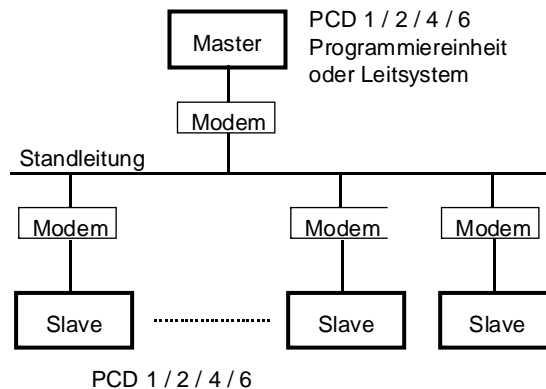 PCD 1 / 2 / 4 / 6
Master
Programmiereinheit
oder Leitsystem
Modem
Standleitung
Modem
Modem
Modem
Slave
Slave
Slave
PCD 1 / 2 / 4 / 6